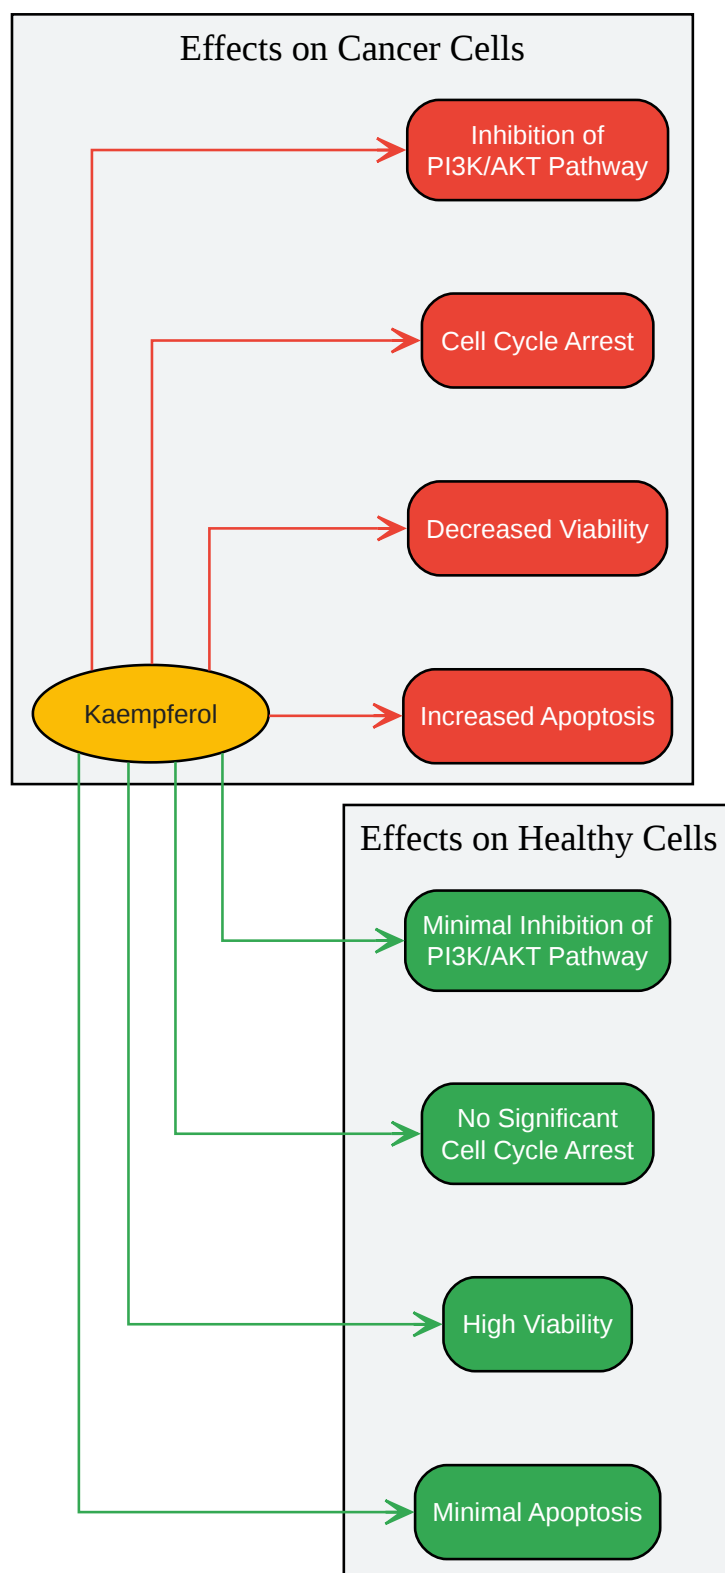 Effects on Cancer Cells
Inhibition of
PI3K/AKT Pathway
Cell Cycle Arrest
Decreased Viability
Kaempferol
Increased Apoptosis
Effects on Healthy Cells
Minimal Inhibition of
PI3K/AKT Pathway
No Significant
Cell Cycle Arrest
High Viability
Minimal Apoptosis